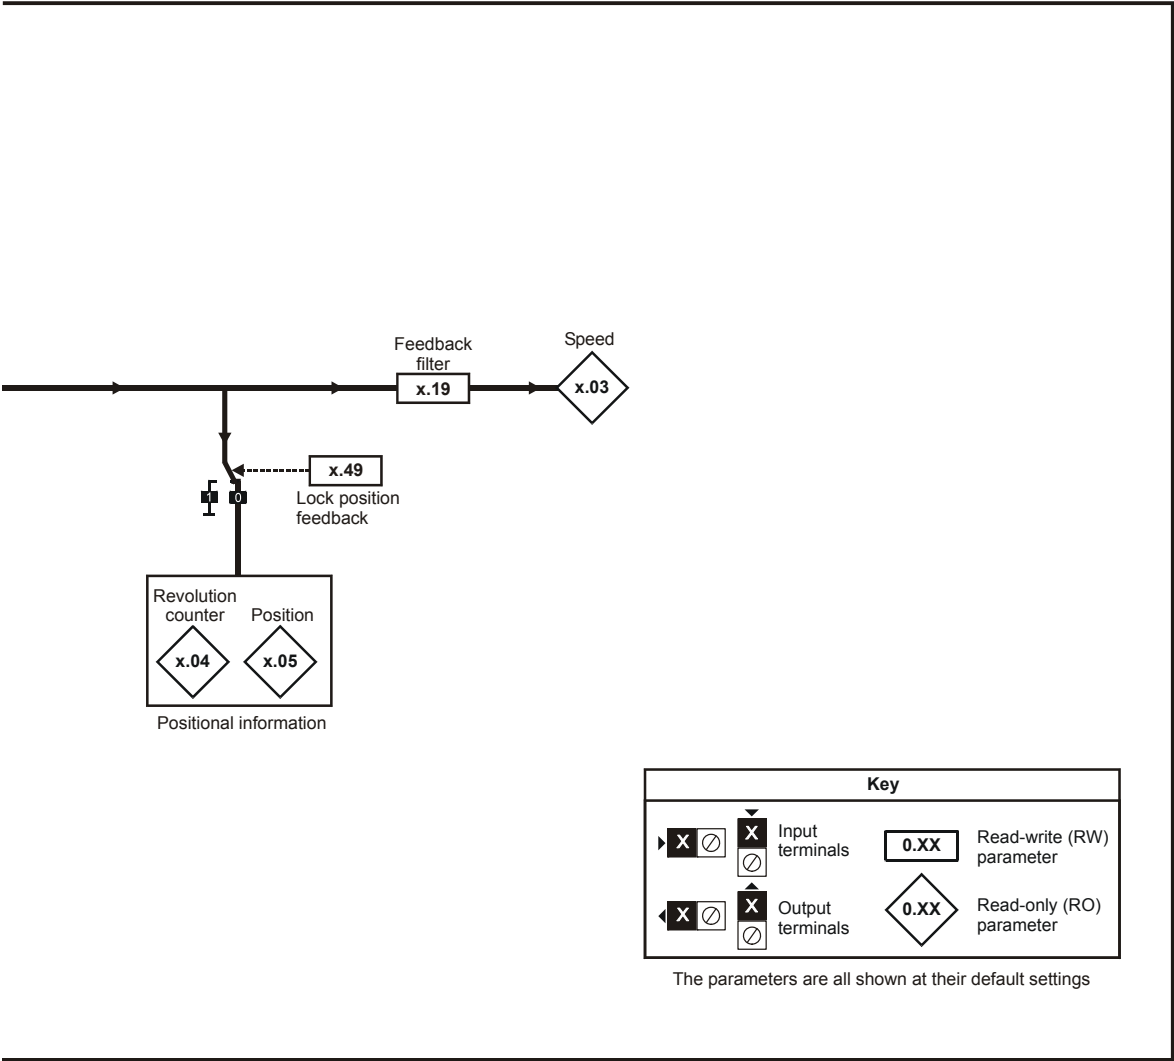 Feedback
filter
x.19
Speed
x.03
x.49
Lock position
feedback
1
0
Revolution
counter
x.04
Position
x.05
Positional information
Key
X
X
Input
terminals
0.XX
Read-write (RW)
parameter
X
X
Output
terminals
0.XX
Read-only (RO)
parameter
The parameters are all shown at their default settings